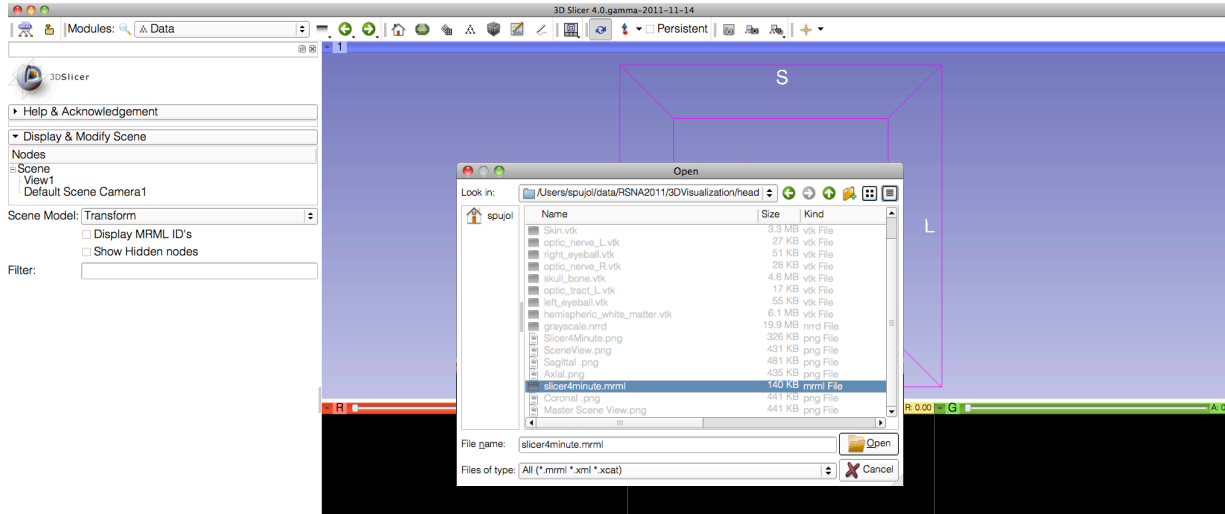 3D Slicer 4.0.gamma-2011-11-14
Modules: Data Persistent
1
3DSlicer
Help & Acknowledgement
Display & Modify Scene
Nodes
Scene
View1
Default Scene Camera1
Scene Model: Transform
Display MRML ID's
Show Hidden nodes
Filter:
S
L
Open
Look in: /Users/spujol/data/RSNA2011/3DVisualization/head
spujol
Name Size Kind
Skin.vtk 3.3 MB vtk File
optic_nerve_L.vtk 27 KB vtk File
right_eyeball.vtk 51 KB vtk File
optic_nerve_R.vtk 28 KB vtk File
skull_bone.vtk 4.6 MB vtk File
optic_tract_L.vtk 17 KB vtk File
left_eyeball.vtk 55 KB vtk File
hemispheric_white_matter.vtk 6.1 MB vtk File
grayscale.nrrd 19.9 MB nrrd File
Slicer4Minute.png 326 KB png File
SceneView.png 431 KB png File
Sagittal .png 481 KB png File
Axial.png 435 KB png File
slicer4minute.mrml 140 KB mrml File
Coronal .png 441 KB png File
Master Scene View.png 441 KB png File
File name: slicer4minute.mrml Open
Files of type: All (*.mrml *.xml *.xcat) Cancel
R R: 0.00 G